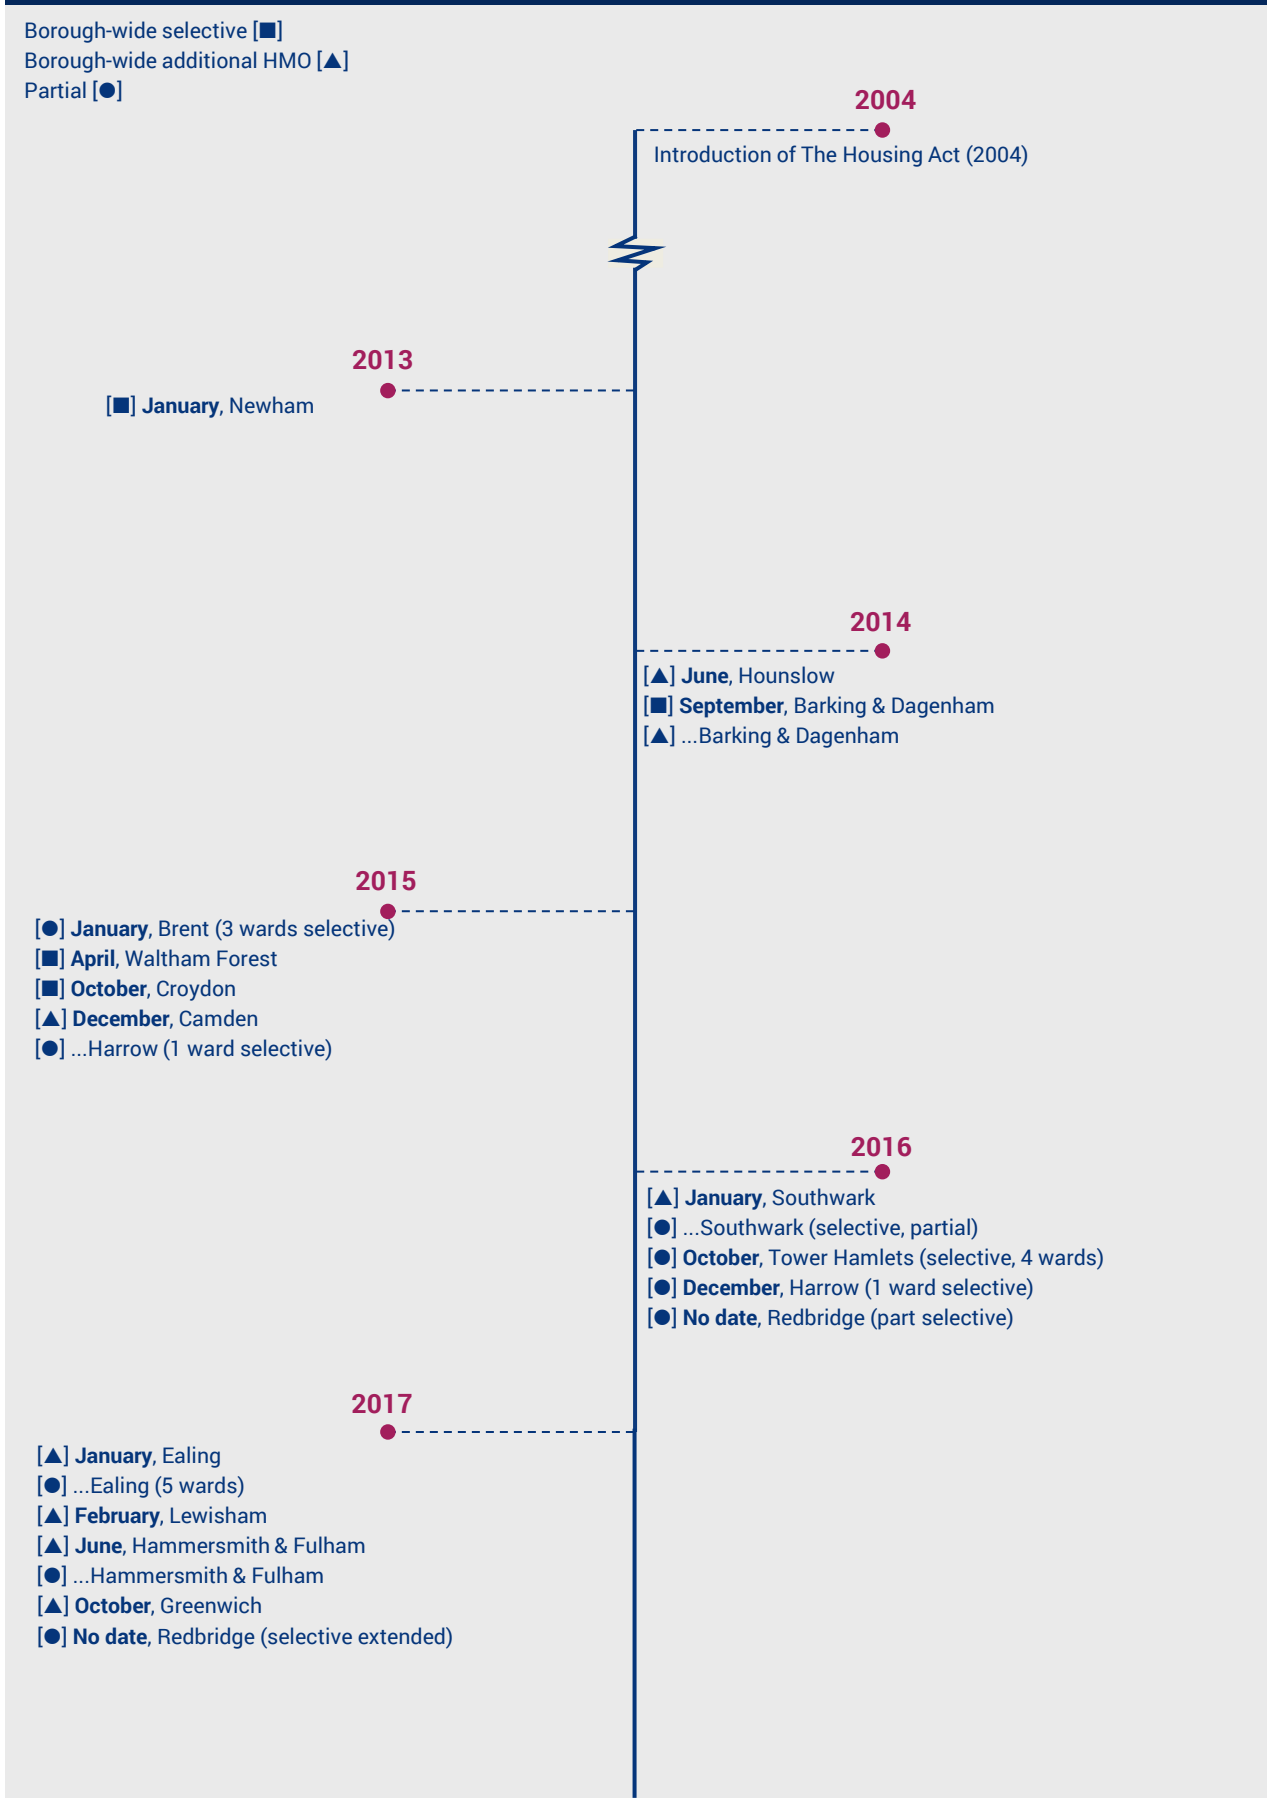 Borough-wide selective [■]
Borough-wide additional HMO [▲]
Partial [●]
2004
Introduction of The Housing Act (2004)
2013
[■] January, Newham
2014
[▲] June, Hounslow
[■] September, Barking & Dagenham
[▲] ...Barking & Dagenham
2015
[●] January, Brent (3 wards selective)
[■] April, Waltham Forest
[■] October, Croydon
[▲] December, Camden
[●] ...Harrow (1 ward selective)
2016
[▲] January, Southwark
[●] ...Southwark (selective, partial)
[●] October, Tower Hamlets (selective, 4 wards)
[●] December, Harrow (1 ward selective)
[●] No date, Redbridge (part selective)
2017
[▲] January, Ealing
[●] ...Ealing (5 wards)
[▲] February, Lewisham
[▲] June, Hammersmith & Fulham
[●] ...Hammersmith & Fulham
[▲] October, Greenwich
[●] No date, Redbridge (selective extended)